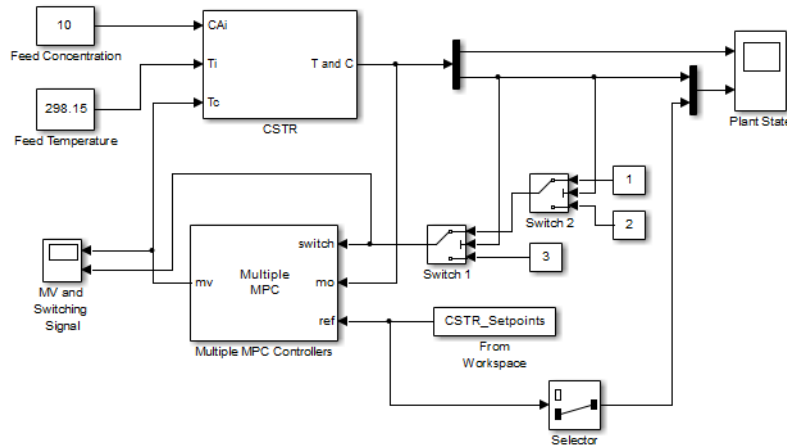 10
Feed Concentration
298.15
Feed Temperature
CAi
Ti
Tc
T and C
CSTR
Plant State
1
2
Switch 2
3
Switch 1
MV and
Switching
Signal
mv
Multiple
MPC
switch
mo
ref
Multiple MPC Controllers
CSTR_Setpoints
From
Workspace
Selector